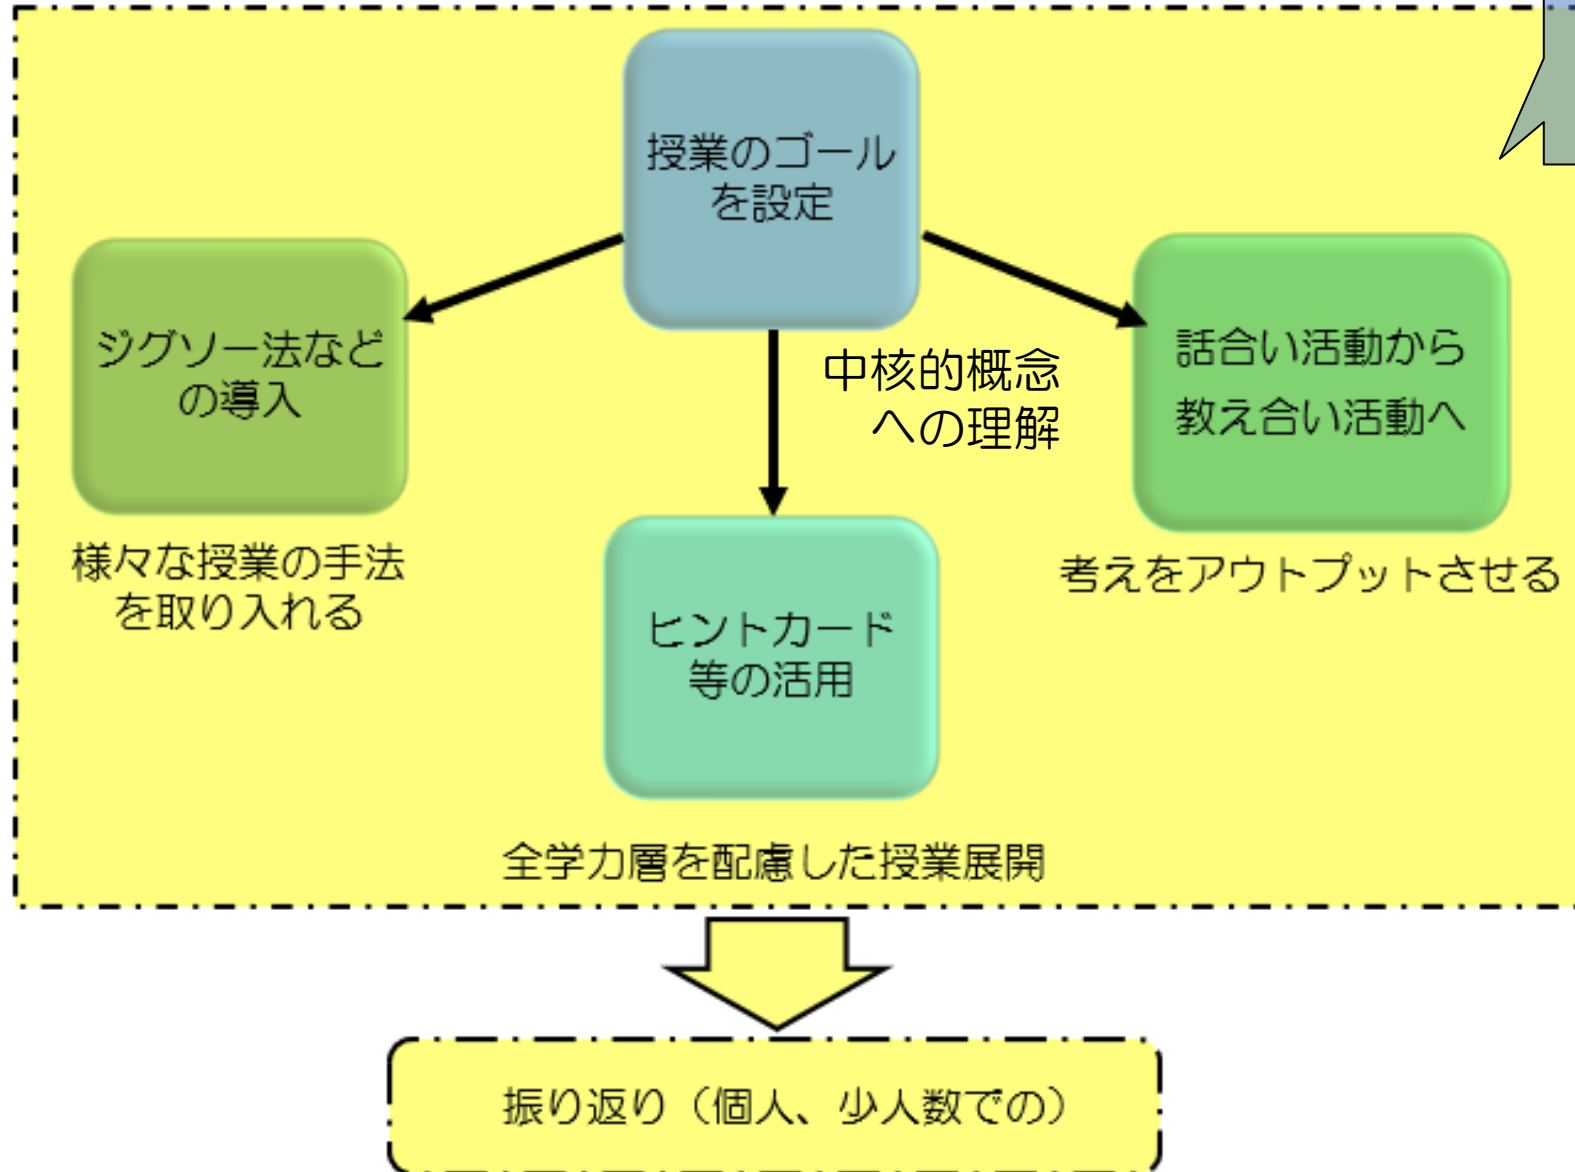 授業のゴール
を設定
ジグソー法など
の導入
中核的概念
への理解
話合い活動から
教え合い活動へ
様々な授業の手法
を取り入れる
考えをアウトプットさせる
ヒントカード
等の活用
全学力層を配慮した授業展開
振り返り（個人、少人数での）